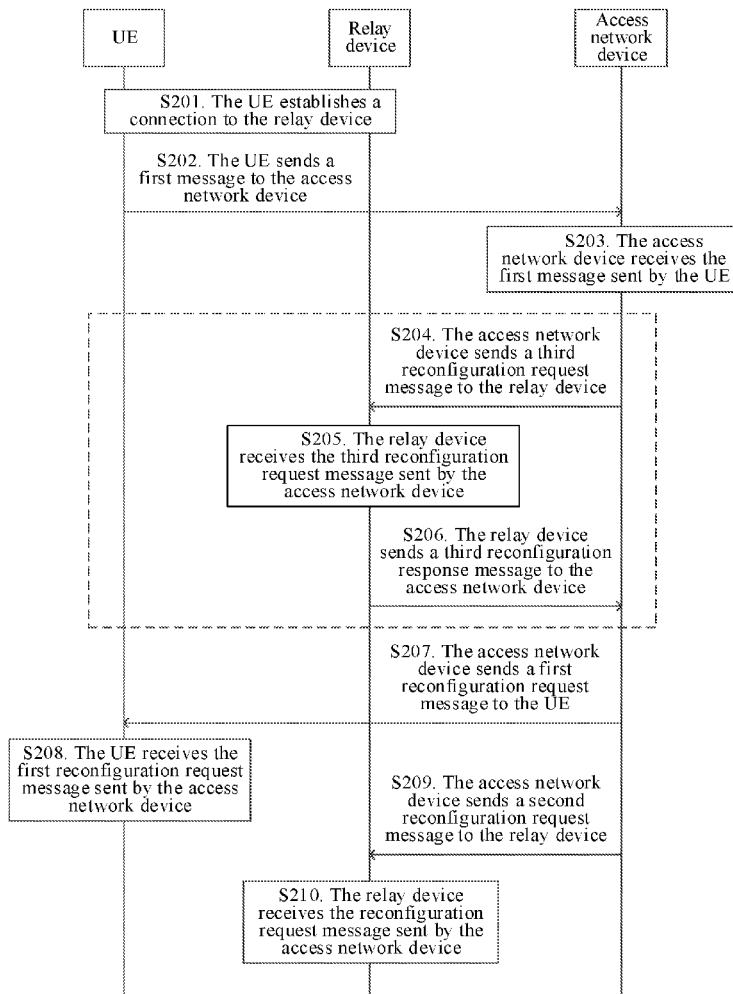 UE
Relay
device
Access
network
device
S201. The UE establishes a
connection to the relay device
S202. The UE sends a
first message to the access
network device
S203. The access
network device receives the
first message sent by the UE
S204. The access network
device sends a third
reconfiguration request
message to the relay device
S205. The relay device
receives the third reconfiguration
request message sent by the
access network device
S206. The relay device
sends a third reconfiguration
response message to the
access network device
S207. The access network
device sends a first
reconfiguration request
message to the UE
S208. The UE receives the
first reconfiguration request
message sent by the access
network device
S209. The access network
device sends a second
reconfiguration request
message to the relay device
S210. The relay device
receives the reconfiguration
request message sent by the
access network device